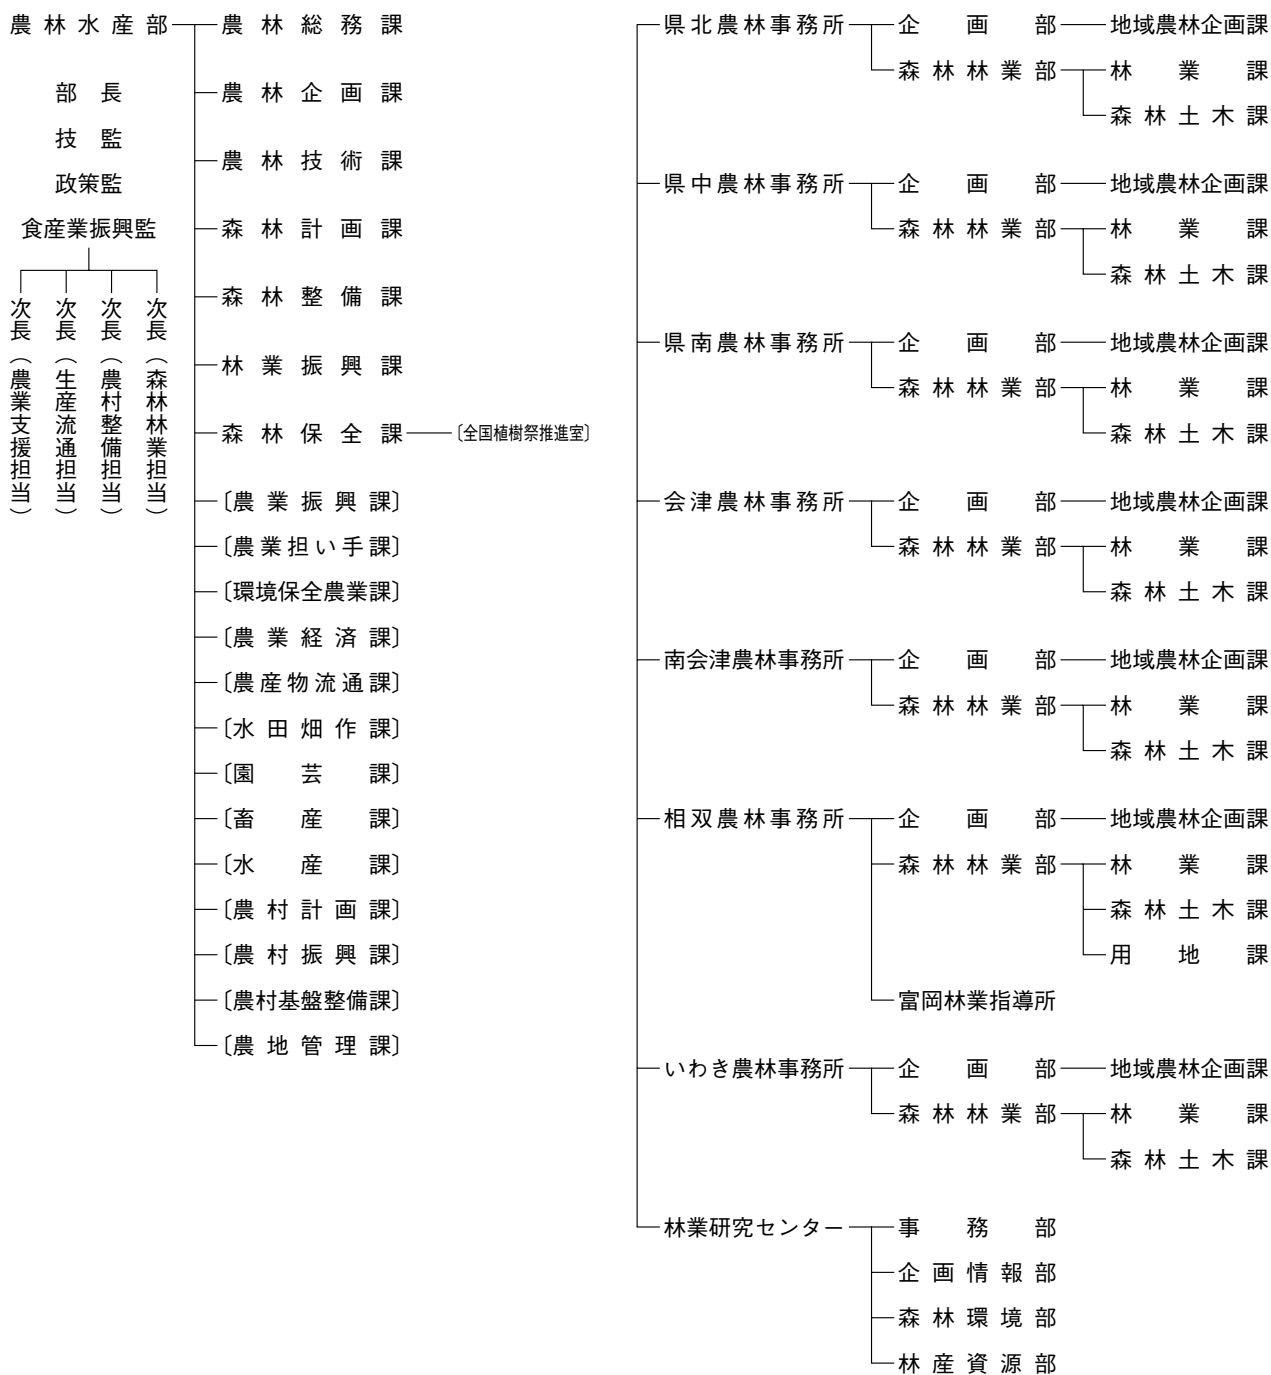 農林水産部
部長
技監
政策監
食産業振興監
次長（農業支援担当）
次長（生産流通担当）
次長（農村整備担当）
次長（森林林業担当）
農林総務課
農林企画課
農林技術課
森林計画課
森林整備課
林業振興課
森林保全課
〔全国植樹祭推進室〕
〔農業振興課〕
〔農業担い手課〕
〔環境保全農業課〕
〔農業経済課〕
〔農産物流通課〕
〔水田畑作課〕
〔園芸課〕
〔畜産課〕
〔水産課〕
〔農村計画課〕
〔農村振興課〕
〔農村基盤整備課〕
〔農地管理課〕
県北農林事務所 企画部 地域農林企画課
森林林業部 林業課
森林土木課
県中農林事務所 企画部 地域農林企画課
森林林業部 林業課
森林土木課
県南農林事務所 企画部 地域農林企画課
森林林業部 林業課
森林土木課
会津農林事務所 企画部 地域農林企画課
森林林業部 林業課
森林土木課
南会津農林事務所 企画部 地域農林企画課
森林林業部 林業課
森林土木課
相双農林事務所 企画部 地域農林企画課
森林林業部 林業課
森林土木課
用地課
富岡林業指導所
いわき農林事務所 企画部 地域農林企画課
森林林業部 林業課
森林土木課
林業研究センター 事務部
企画情報部
森林環境部
林産資源部